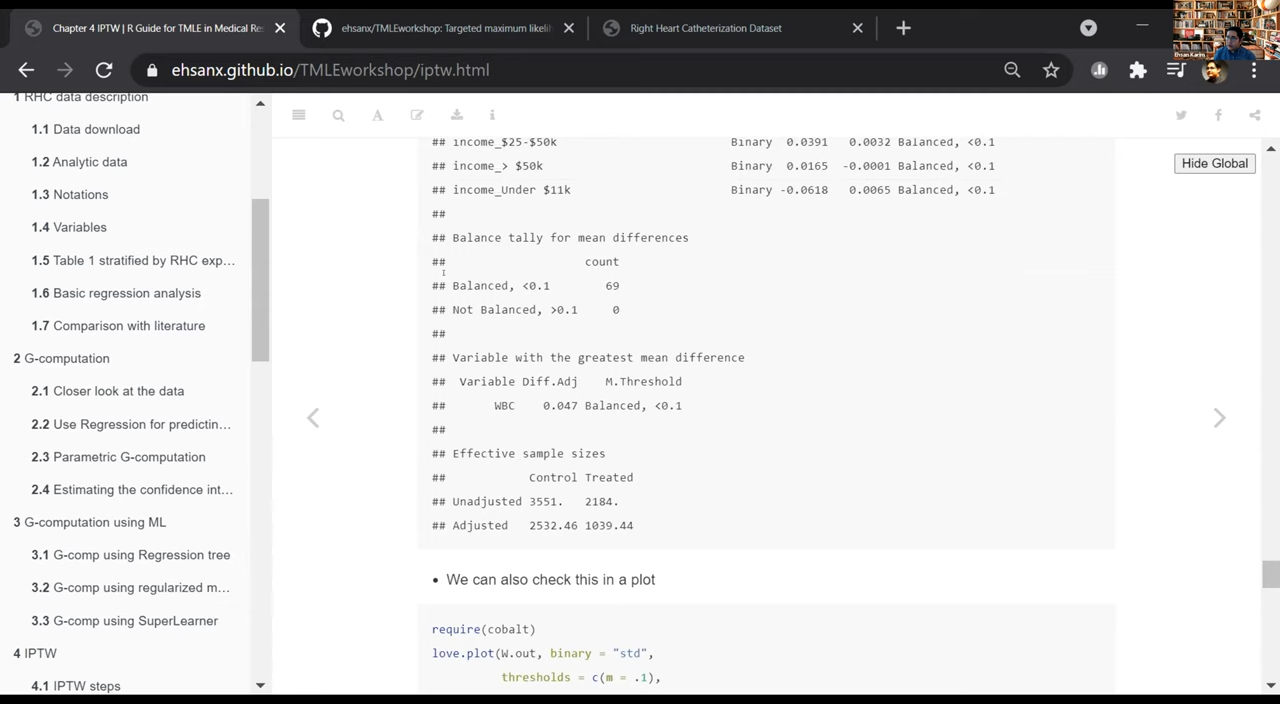 Chapter 4 IPTW | R Guide for TMLE in Medical Re
ehsanx/TMLEworkshop: Targeted maximum likeli
Right Heart Catheterization Dataset
ehsanx.github.io/TMLEworkshop/iptw.html
Ehsan Karim
1 RHC data description
1.1 Data download
1.2 Analytic data
1.3 Notations
1.4 Variables
1.5 Table 1 stratified by RHC exp…
1.6 Basic regression analysis
1.7 Comparison with literature
2 G-computation
2.1 Closer look at the data
2.2 Use Regression for predictin…
2.3 Parametric G-computation
2.4 Estimating the confidence int…
3 G-computation using ML
3.1 G-comp using Regression tree
3.2 G-comp using regularized m…
3.3 G-comp using SuperLearner
4 IPTW
4.1 IPTW steps
Hide Global
## income_$25-$50k Binary 0.0391 0.0032 Balanced, <0.1
## income_> $50k Binary 0.0165 -0.0001 Balanced, <0.1
## income_Under $11k Binary -0.0618 0.0065 Balanced, <0.1
##
## Balance tally for mean differences
## count
## Balanced, <0.1 69
## Not Balanced, >0.1 0
##
## Variable with the greatest mean difference
## Variable Diff.Adj M.Threshold
## WBC 0.047 Balanced, <0.1
##
## Effective sample sizes
## Control Treated
## Unadjusted 3551. 2184.
## Adjusted 2532.46 1039.44
• We can also check this in a plot
require(cobalt)
love.plot(W.out, binary = "std",
thresholds = c(m = .1),